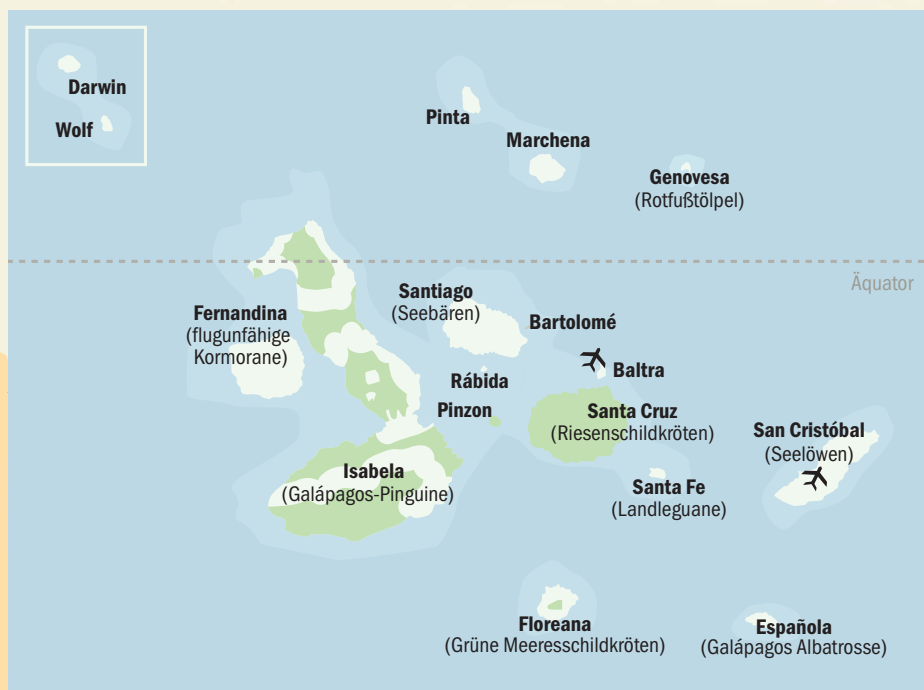 Darwin
Wolf
Pinta
Marchena
Genovesa
(Rotfußtölpel)
Äquator
Fernandina
(flugunfähige
Kormorane)
Santiago
(Seebären)
Bartolomé
Rábida
Baltra
Pinzon
Santa Cruz
(Riesenschildkröten)
San Cristóbal
(Seelöwen)
Isabela
(Galápagos-Pinguine)
Santa Fe
(Landleguane)
Floreana
(Grüne Meeresschildkröten)
Española
(Galápagos Albatrosse)